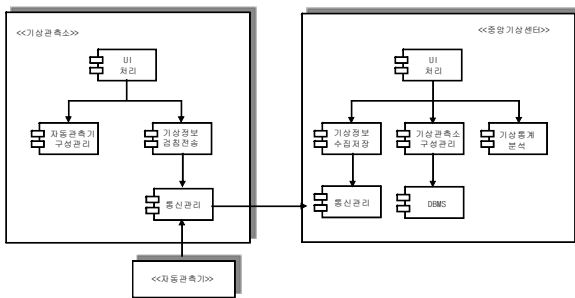 <<기상관측소>>
UI
처리
자동관측기
구성관리
기상정보
검침전송
통신관리
<<자동관측기>>
<<중앙기상센터>>
UI
처리
기상정보
수집저장
기상관측소
구성관리
기상통계
분석
통신관리
DBMS